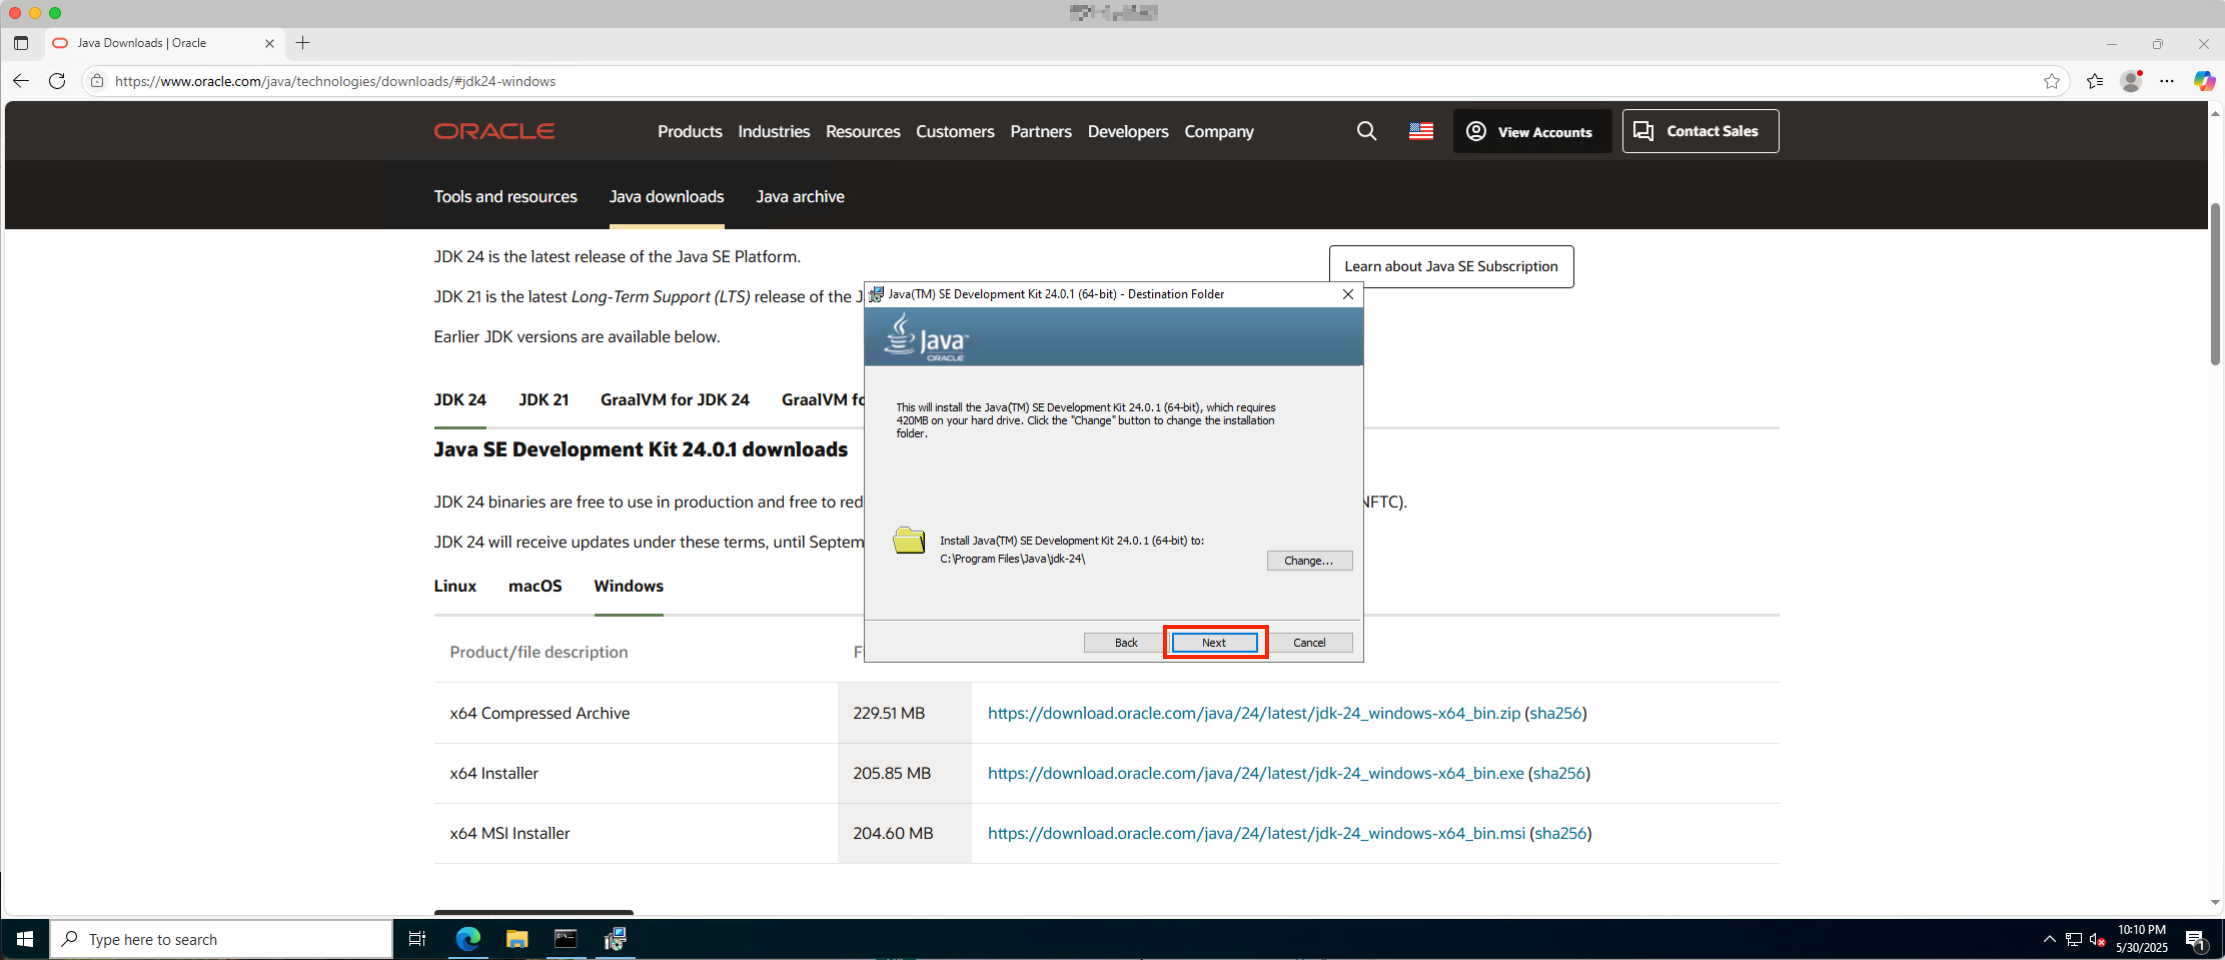 Java Downloads | Oracle
https://www.oracle.com/java/technologies/downloads/#jdk24-windows
ORACLE
Products Industries Resources Customers Partners Developers Company
View Accounts
Contact Sales
Tools and resources Java downloads Java archive
JDK 24 is the latest release of the Java SE Platform.
Learn about Java SE Subscription
JDK 21 is the latest Long-Term Support (LTS) release of the
Earlier JDK versions are available below.
JDK 24 JDK 21 GraalVM for JDK 24 GraalVM
Java SE Development Kit 24.0.1 downloads
JDK 24 binaries are free to use in production and free to
NFTC).
JDK 24 will receive updates under these terms, until
Linux macOS Windows
Product/file description
x64 Compressed Archive 229.51 MB https://download.oracle.com/java/24/latest/jdk-24_windows-x64_bin.zip (sha256)
x64 Installer 205.85 MB https://download.oracle.com/java/24/latest/jdk-24_windows-x64_bin.exe (sha256)
x64 MSI Installer 204.60 MB https://download.oracle.com/java/24/latest/jdk-24_windows-x64_bin.msi (sha256)
Java(TM) SE Development Kit 24.0.1 (64-bit) - Destination Folder
Java™
ORACLE
This will install the Java(TM) SE Development Kit 24.0.1 (64-bit), which requires
420MB on your hard drive. Click the "Change" button to change the installation
folder.
Install Java(TM) SE Development Kit 24.0.1 (64-bit) to:
C:\Program Files\Java\jdk-24\
Change...
Back Next Cancel
Type here to search
10:10 PM
5/30/2025
1